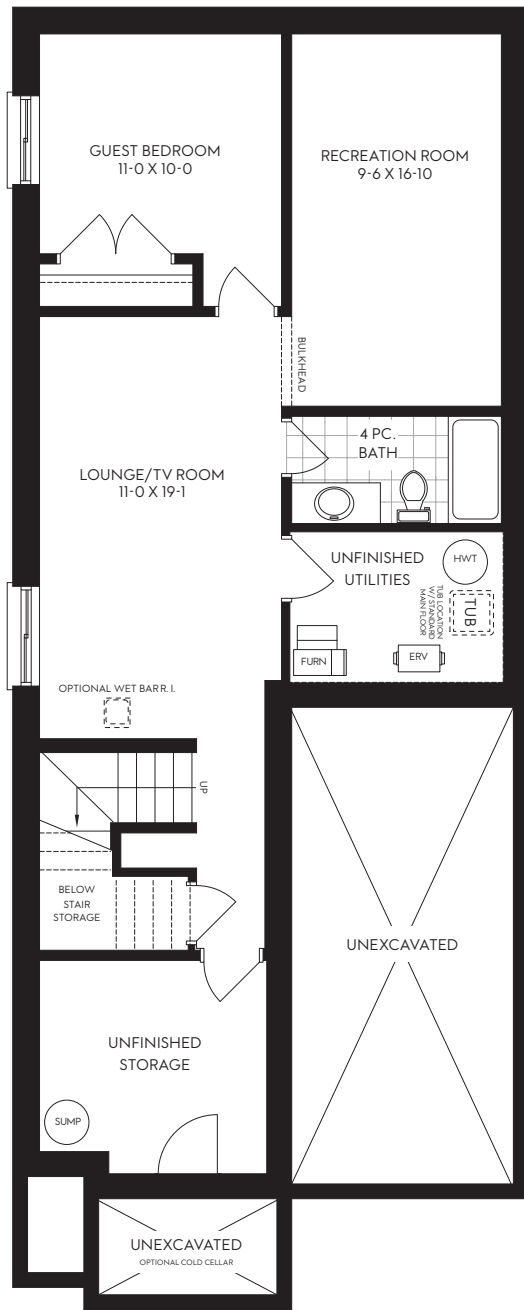 GUEST BEDROOM
11-0 X 10-0
RECREATION ROOM
9-6 X 16-10
BULKHEAD
4 PC.
BATH
LOUNGE/TV ROOM
11-0 X 19-1
UNFINISHED
UTILITIES
HWT
TUB
TUB LOCATION
W/ STANDARD
MAIN FLOOR
FURN
ERV
OPTIONAL WET BAR R. I.
UP
BELOW
STAIR
STORAGE
UNEXCAVATED
UNFINISHED
STORAGE
SUMP
UNEXCAVATED
OPTIONAL COLD CELLAR